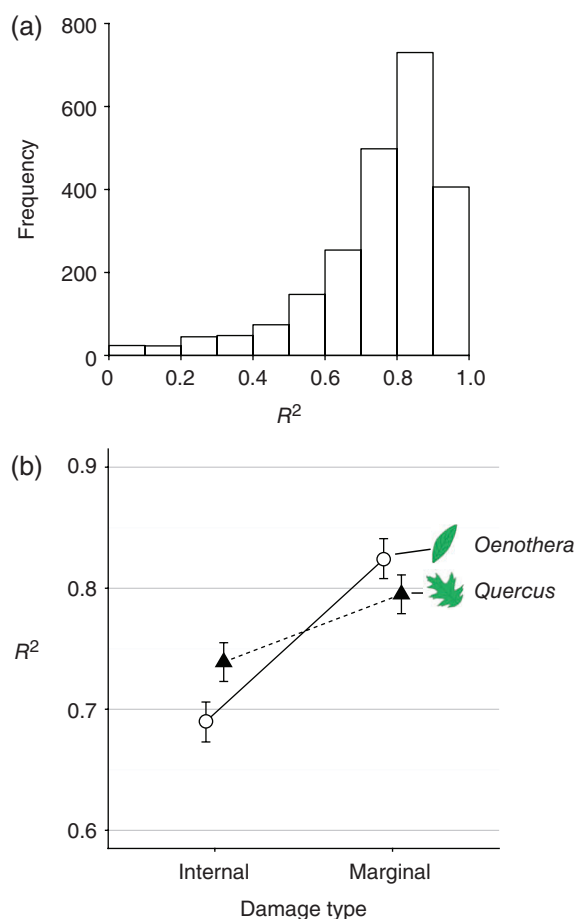 (a)
800
600
400
200
0
Frequency
0 0.2 0.4 0.6 0.8 1.0
R²
(b)
0.9
0.8
0.7
0.6
R²
Oenothera
Quercus
Internal Marginal
Damage type